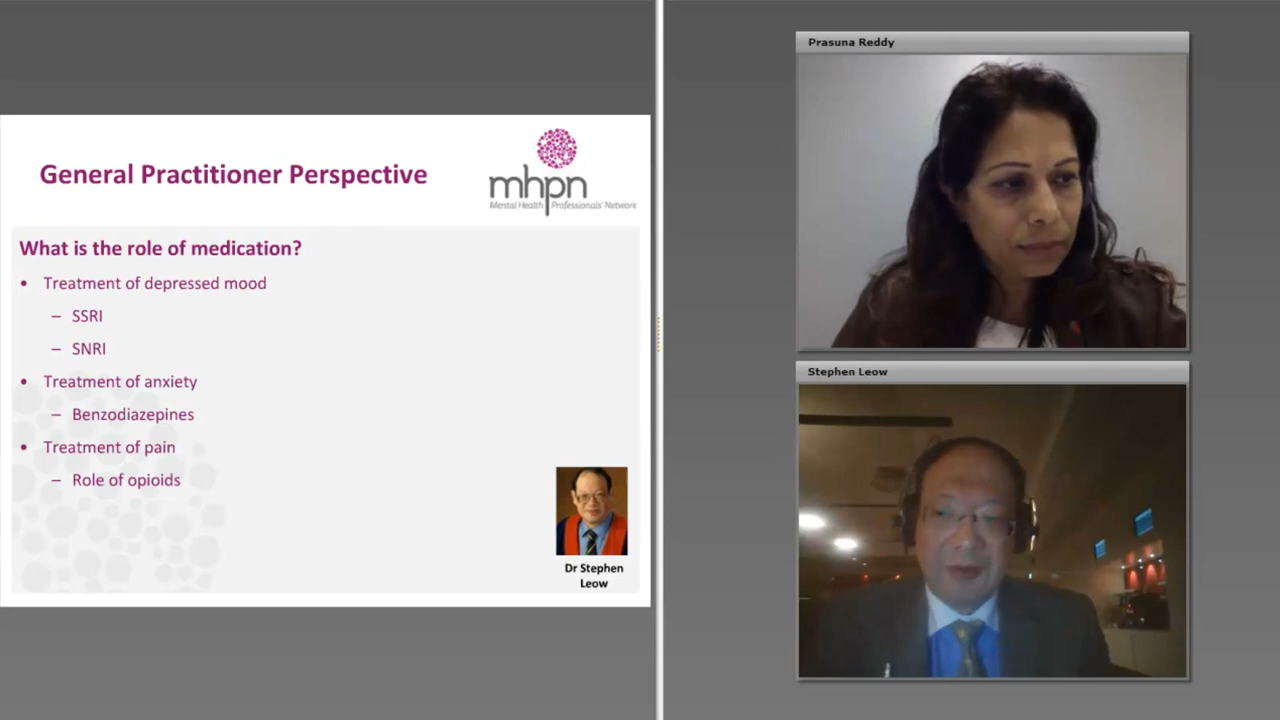 General Practitioner Perspective
mhpn
Mental Health Professionals' Network
What is the role of medication?
• Treatment of depressed mood
– SSRI
– SNRI
• Treatment of anxiety
– Benzodiazepines
• Treatment of pain
– Role of opioids
Dr Stephen
Leow
Prasuna Reddy
Stephen Leow